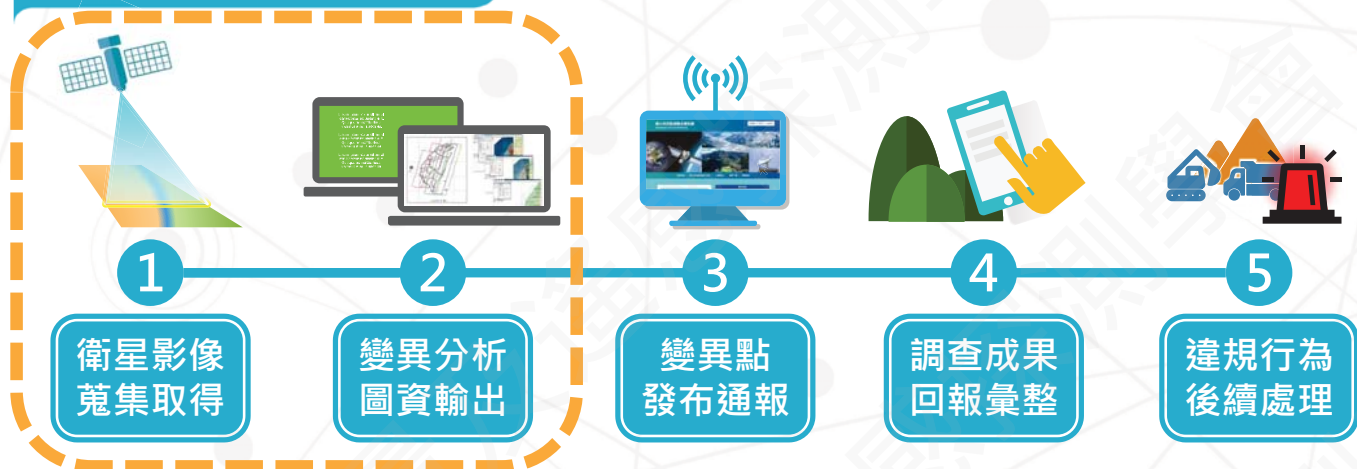 1
2
3
4
5
衛星影像
蒐集取得
變異分析
圖資輸出
變異點
發布通報
調查成果
回報彙整
違規行為
後續處理